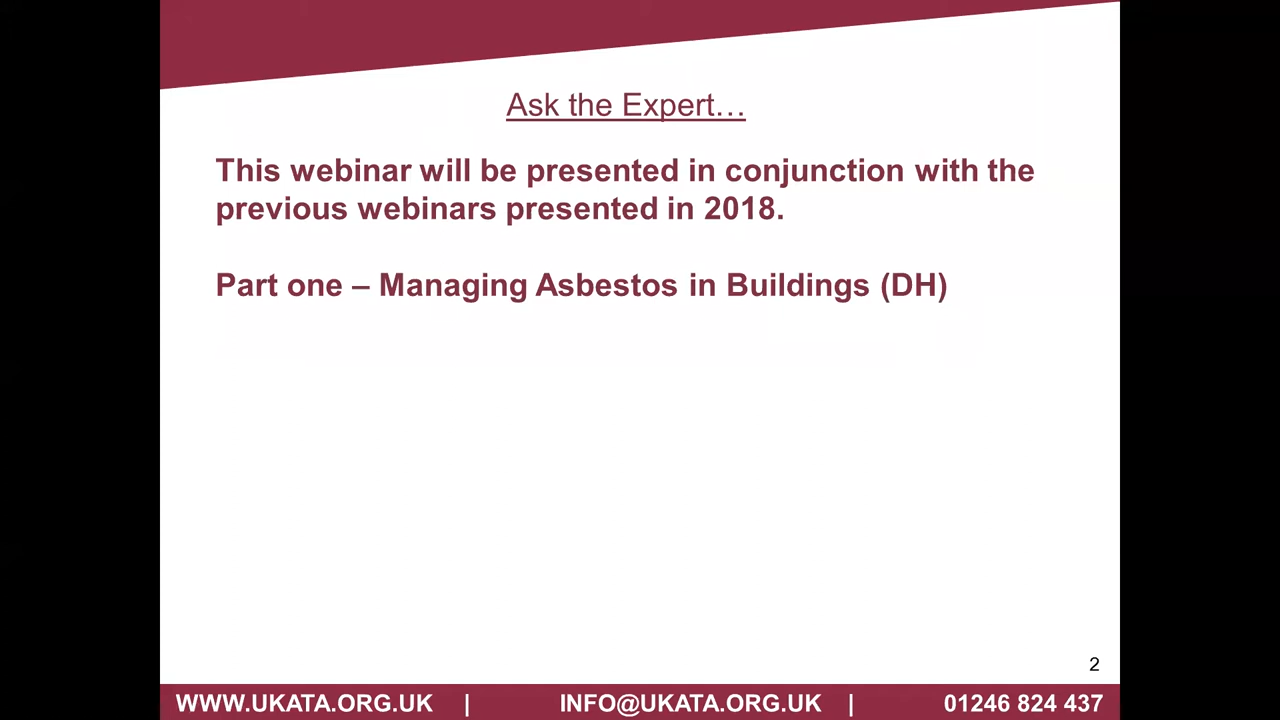 Ask the Expert…
This webinar will be presented in conjunction with the
previous webinars presented in 2018.
Part one – Managing Asbestos in Buildings (DH)
2
WWW.UKATA.ORG.UK | INFO@UKATA.ORG.UK | 01246 824 437